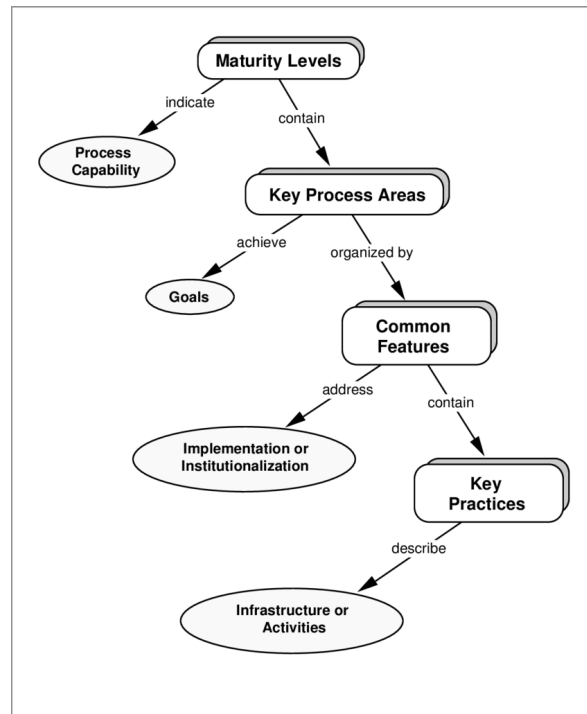 Maturity Levels
indicate
contain
Process
Capability
Key Process Areas
achieve
organized by
Goals
Common
Features
address
contain
Implementation or
Institutionalization
Key
Practices
describe
Infrastructure or
Activities